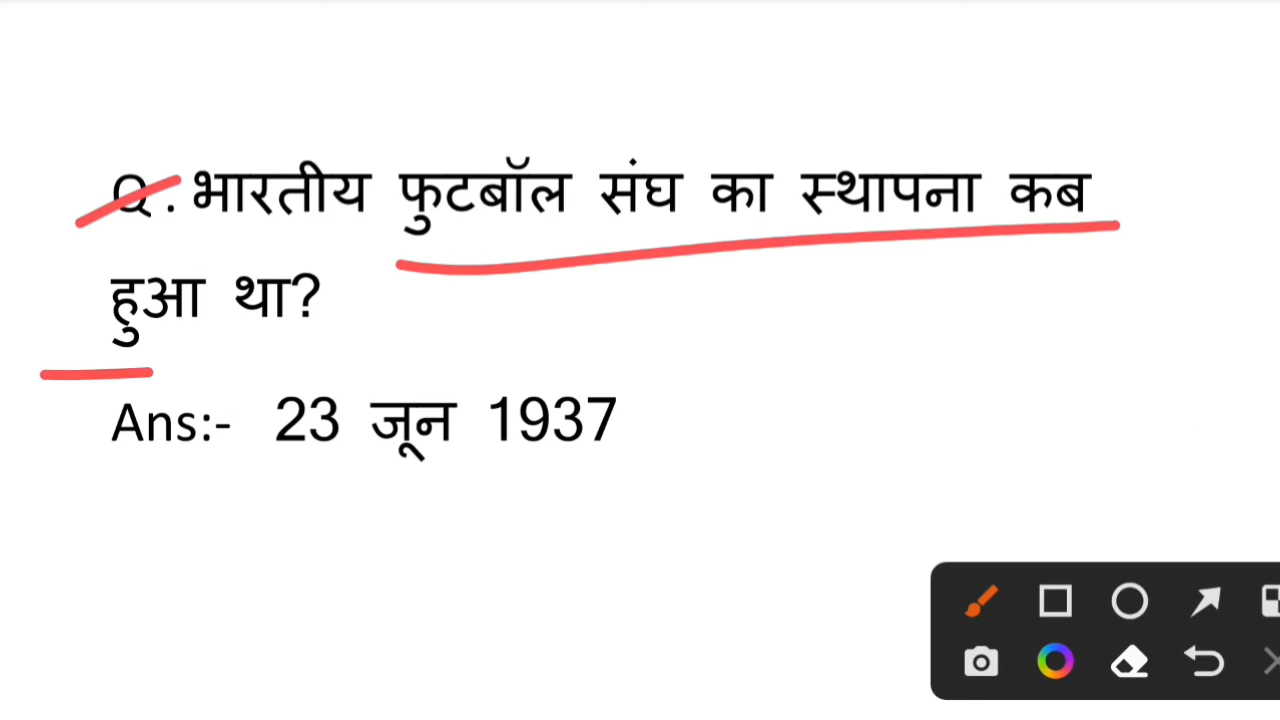 Q. भारतीय फुटबॉल संघ का स्थापना कब
हुआ था?
Ans:- 23 जून 1937